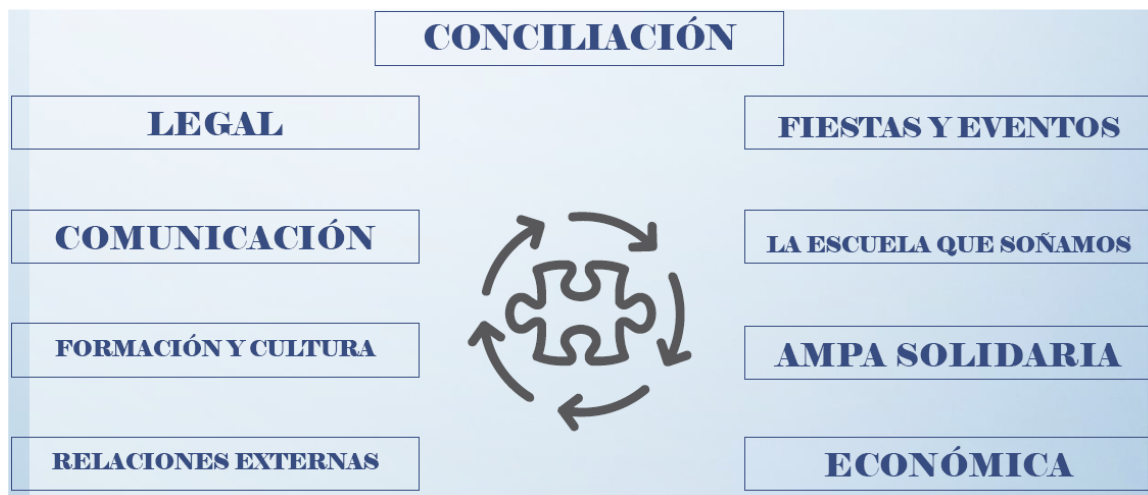 CONCILIACIÓN
LEGAL
FIESTAS Y EVENTOS
COMUNICACIÓN
LA ESCUELA QUE SOÑAMOS
FORMACIÓN Y CULTURA
AMPA SOLIDARIA
RELACIONES EXTERNAS
ECONÓMICA